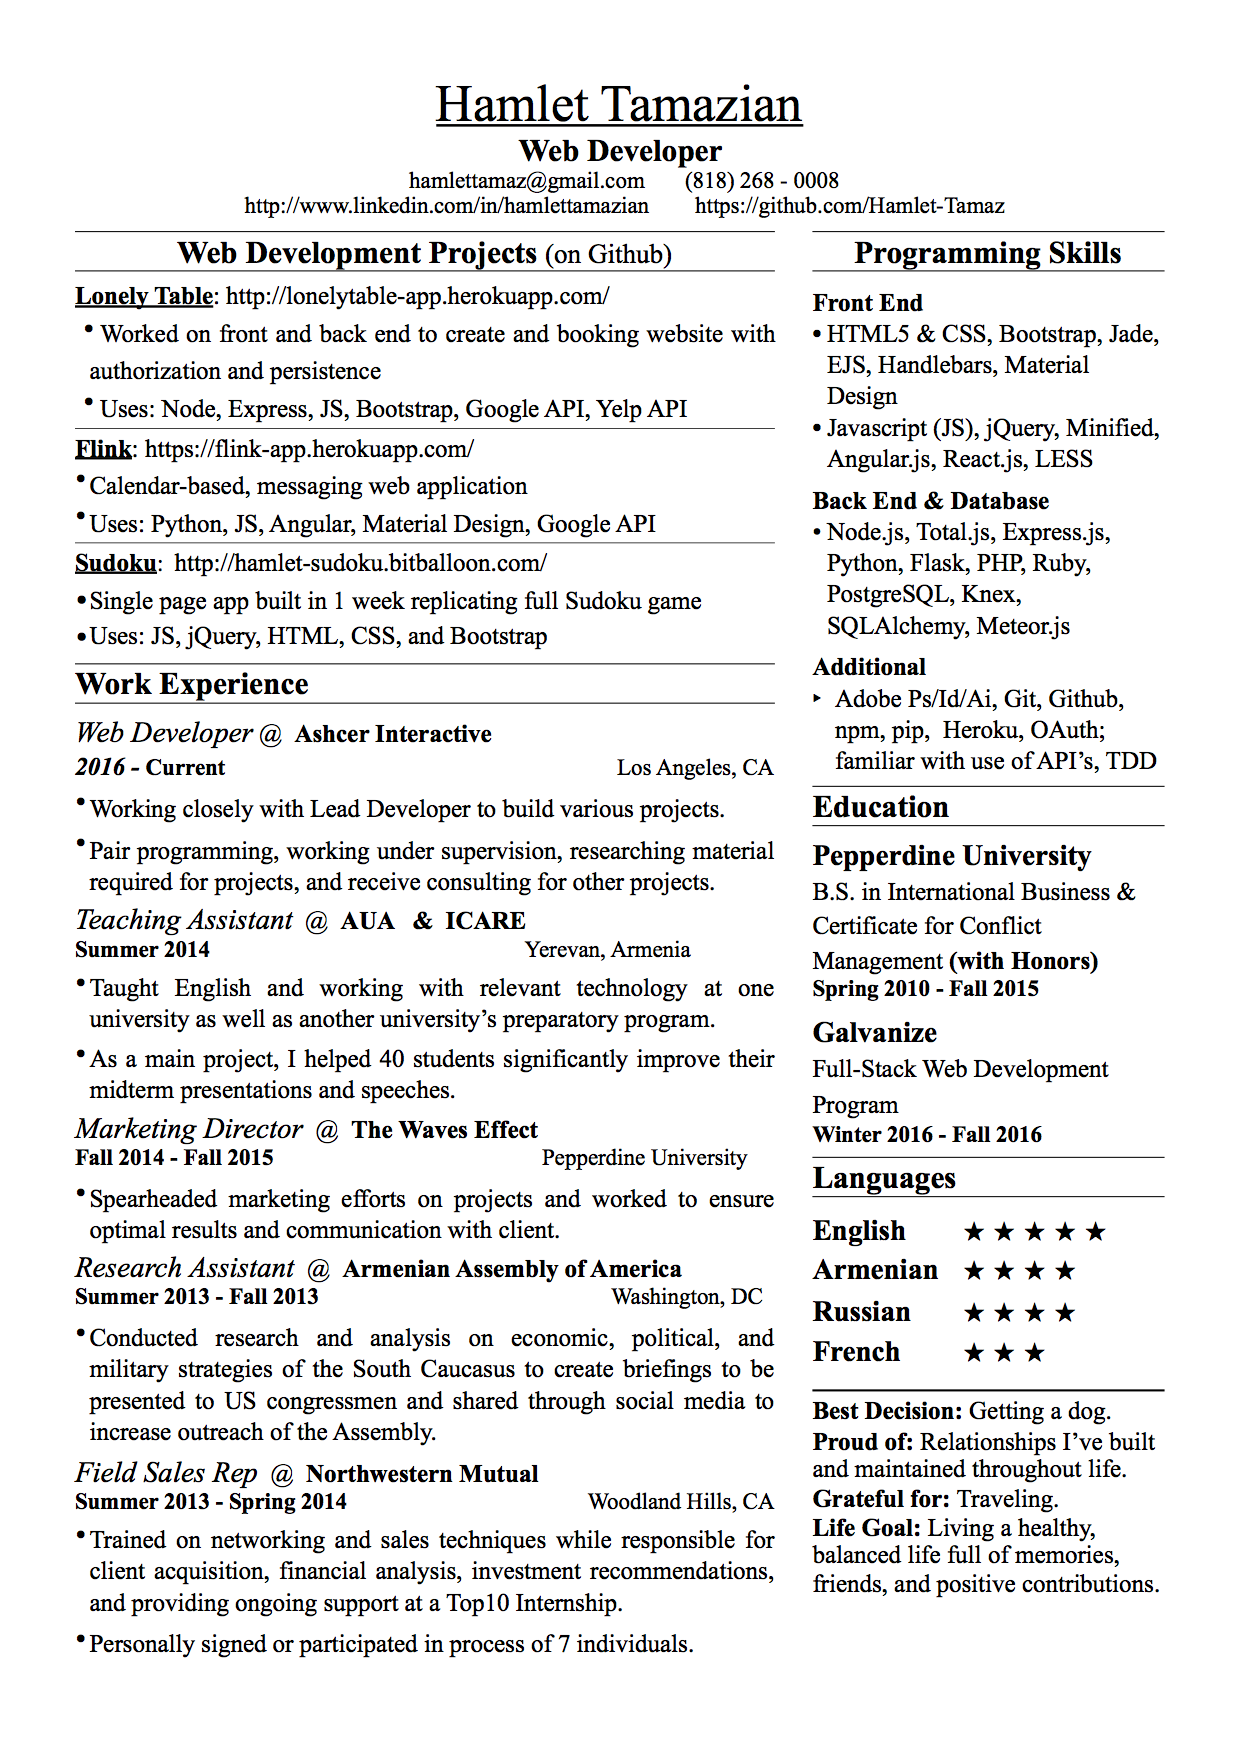 Hamlet Tamazian
Web Developer
hamlettamaz@gmail.com (818) 268 - 0008
http://www.linkedin.com/in/hamlettamazian https://github.com/Hamlet-Tamaz
Web Development Projects (on Github)
Lonely Table: http://lonelytable-app.herokuapp.com/
• Worked on front and back end to create and booking website with
authorization and persistence
• Uses: Node, Express, JS, Bootstrap, Google API, Yelp API
Flink: https://flink-app.herokuapp.com/
• Calendar-based, messaging web application
• Uses: Python, JS, Angular, Material Design, Google API
Sudoku: http://hamlet-sudoku.bitballoon.com/
• Single page app built in 1 week replicating full Sudoku game
• Uses: JS, jQuery, HTML, CSS, and Bootstrap
Work Experience
Web Developer @ Ashcer Interactive
2016 - Current Los Angeles, CA
• Working closely with Lead Developer to build various projects.
• Pair programming, working under supervision, researching material
required for projects, and receive consulting for other projects.
Teaching Assistant @ AUA & ICARE
Summer 2014 Yerevan, Armenia
• Taught English and working with relevant technology at one
university as well as another university’s preparatory program.
• As a main project, I helped 40 students significantly improve their
midterm presentations and speeches.
Marketing Director @ The Waves Effect
Fall 2014 - Fall 2015 Pepperdine University
• Spearheaded marketing efforts on projects and worked to ensure
optimal results and communication with client.
Research Assistant @ Armenian Assembly of America
Summer 2013 - Fall 2013 Washington, DC
• Conducted research and analysis on economic, political, and
military strategies of the South Caucasus to create briefings to be
presented to US congressmen and shared through social media to
increase outreach of the Assembly.
Field Sales Rep @ Northwestern Mutual
Summer 2013 - Spring 2014 Woodland Hills, CA
• Trained on networking and sales techniques while responsible for
client acquisition, financial analysis, investment recommendations,
and providing ongoing support at a Top10 Internship.
• Personally signed or participated in process of 7 individuals.
Programming Skills
Front End
• HTML5 & CSS, Bootstrap, Jade,
EJS, Handlebars, Material
Design
• Javascript (JS), jQuery, Minified,
Angular.js, React.js, LESS
Back End & Database
• Node.js, Total.js, Express.js,
Python, Flask, PHP, Ruby,
PostgreSQL, Knex,
SQLAlchemy, Meteor.js
Additional
‣ Adobe Ps/Id/Ai, Git, Github,
npm, pip, Heroku, OAuth;
familiar with use of API’s, TDD
Education
Pepperdine University
B.S. in International Business &
Certificate for Conflict
Management (with Honors)
Spring 2010 - Fall 2015
Galvanize
Full-Stack Web Development
Program
Winter 2016 - Fall 2016
Languages
English ★ ★ ★ ★ ★
Armenian ★ ★ ★ ★
Russian ★ ★ ★ ★
French ★ ★ ★
Best Decision: Getting a dog.
Proud of: Relationships I’ve built
and maintained throughout life.
Grateful for: Traveling.
Life Goal: Living a healthy,
balanced life full of memories,
friends, and positive contributions.